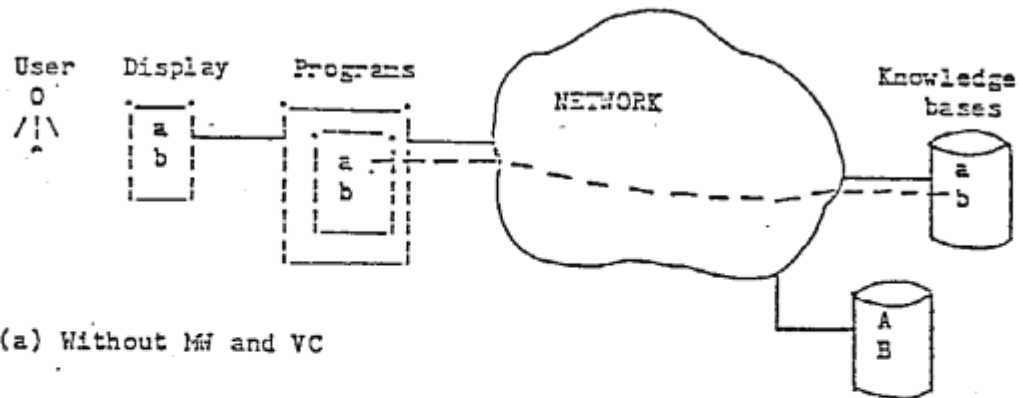 User
Display
Programs
a
b
a
b
NETWORK
Knowledge
bases
a
b
A
B
(a) Without MW and VC